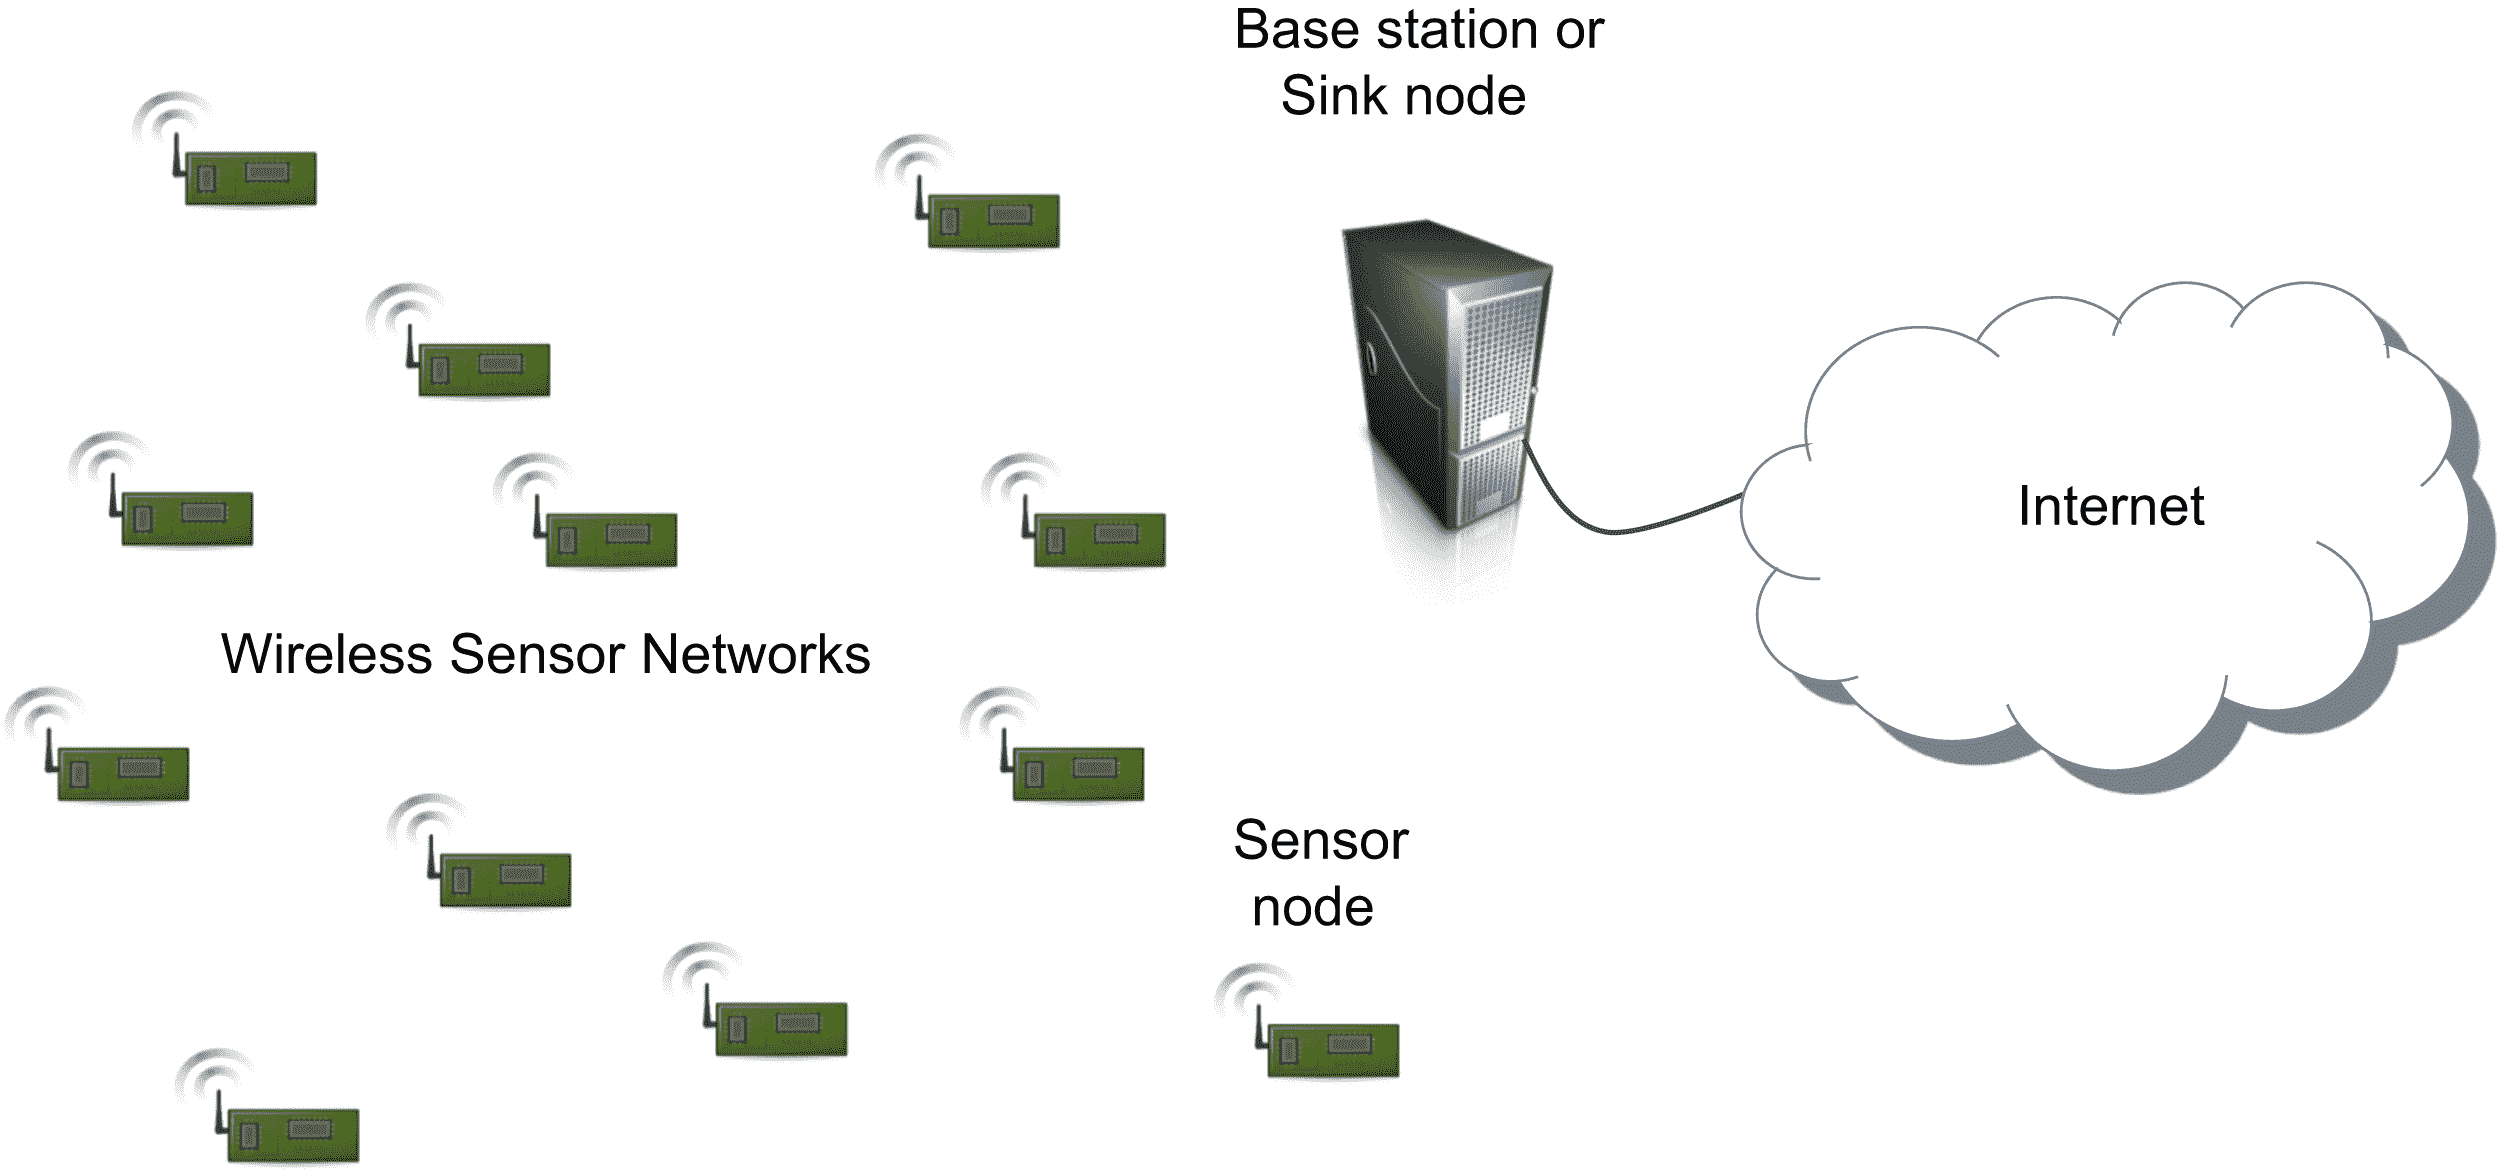 Base station or
Sink node
Internet
Wireless Sensor Networks
Sensor
node